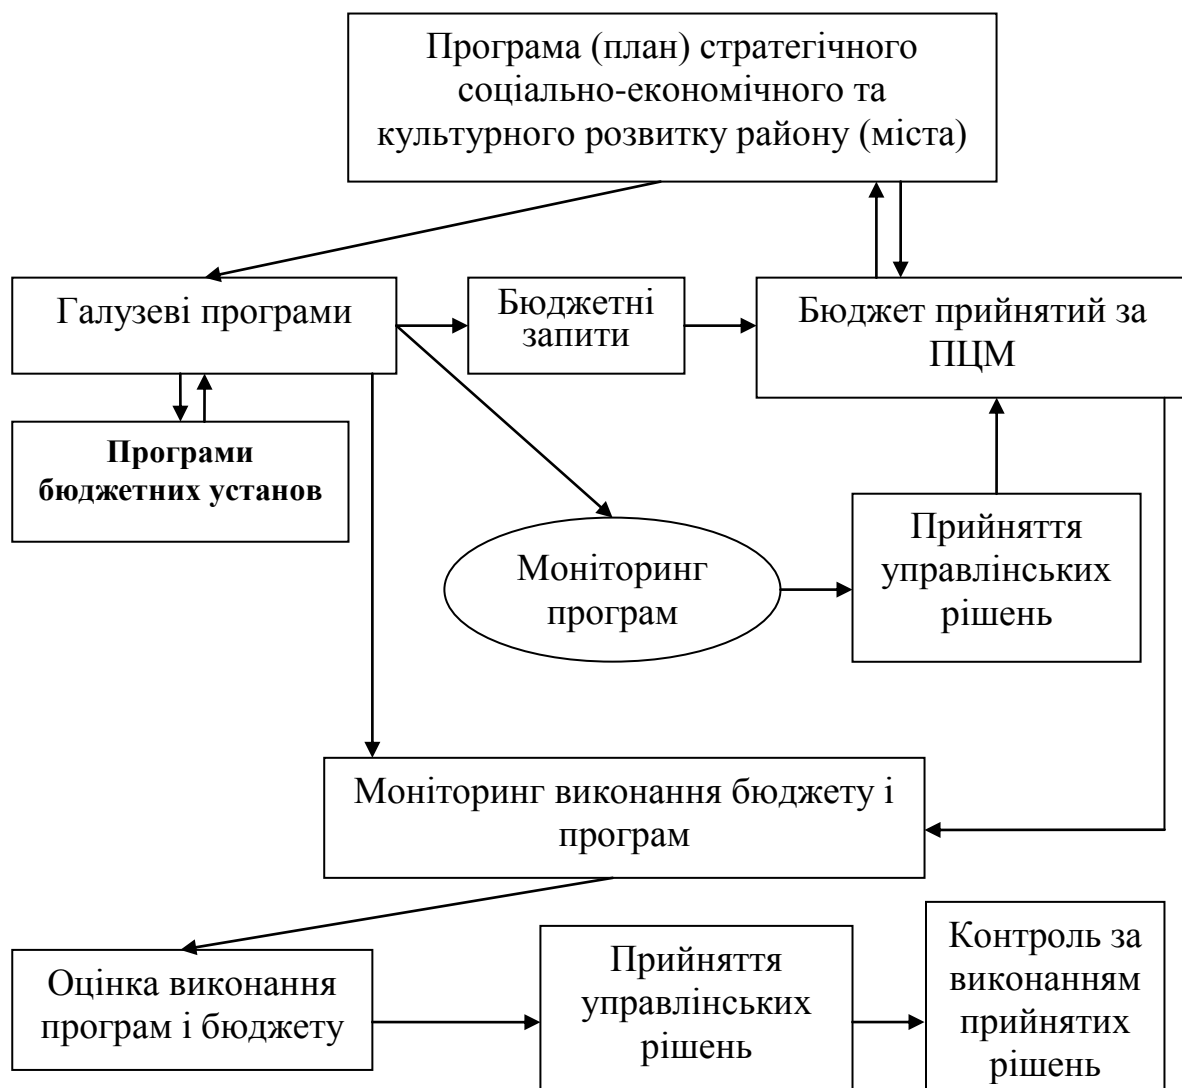 Програма (план) стратегічного
соціально-економічного та
культурного розвитку району (міста)
Галузеві програми
Бюджетні
запити
Бюджет прийнятий за
ПЦМ
Програми
бюджетних установ
Моніторинг
програм
Прийняття
управлінських
рішень
Моніторинг виконання бюджету і
програм
Оцінка виконання
програм і бюджету
Прийняття
управлінських
рішень
Контроль за
виконанням
прийнятих
рішень